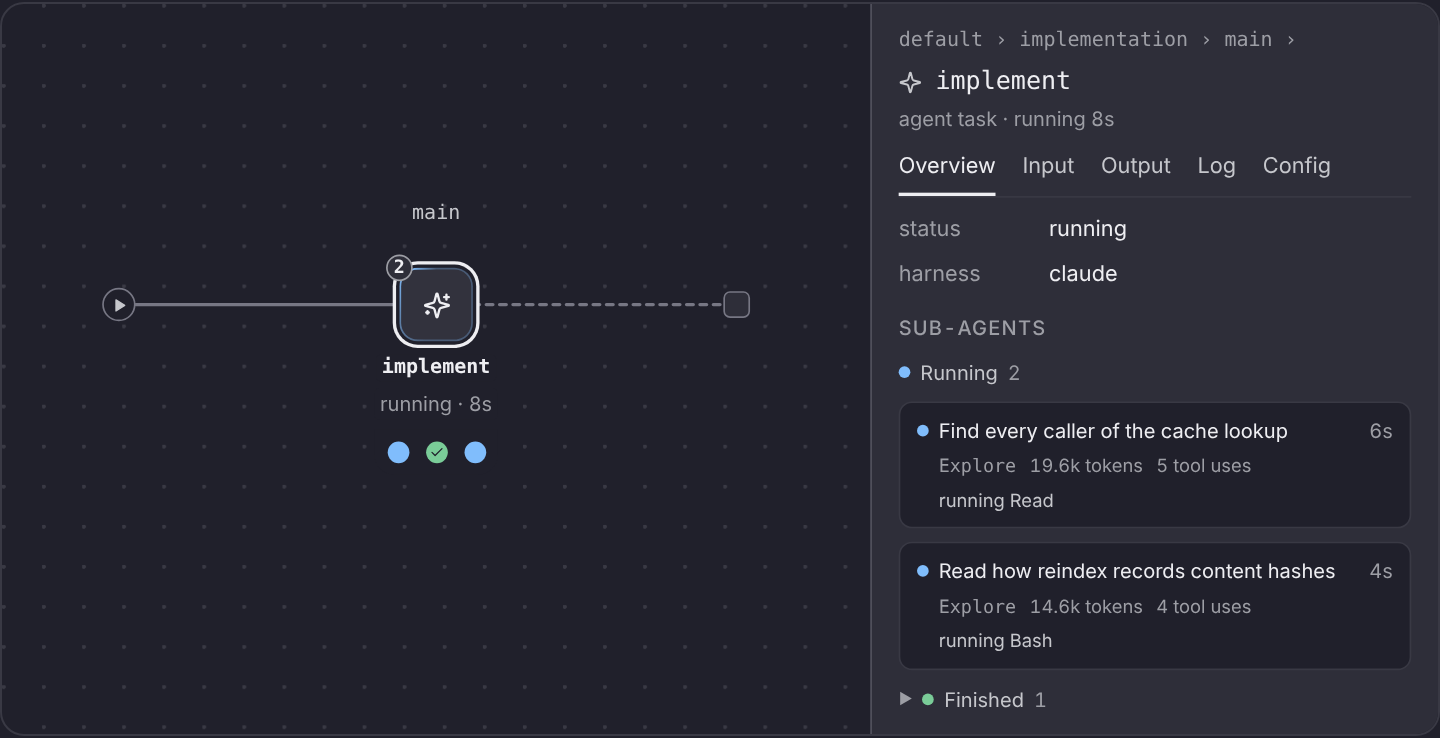 main
2
implement
running · 8s
default › implementation › main ›
implement
agent task · running 8s
Overview Input Output Log Config
status running
harness claude
SUB-AGENTS
Running 2
Find every caller of the cache lookup 6s
Explore 19.6k tokens 5 tool uses
running Read
Read how reindex records content hashes 4s
Explore 14.6k tokens 4 tool uses
running Bash
Finished 1